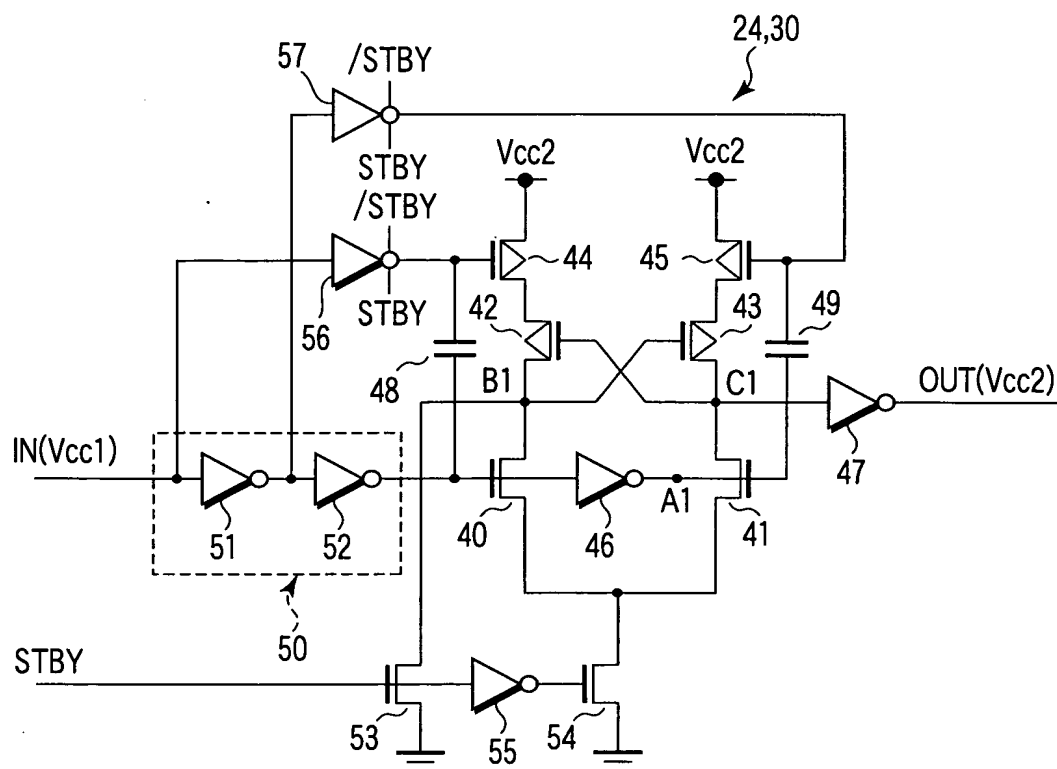 24,30
57
/STBY
STBY
Vcc2
Vcc2
/STBY
44
45
56
STBY
42
43
49
48
B1
C1
OUT(Vcc2)
IN(Vcc1)
47
51
52
40
46
A1
41
50
STBY
53
55
54